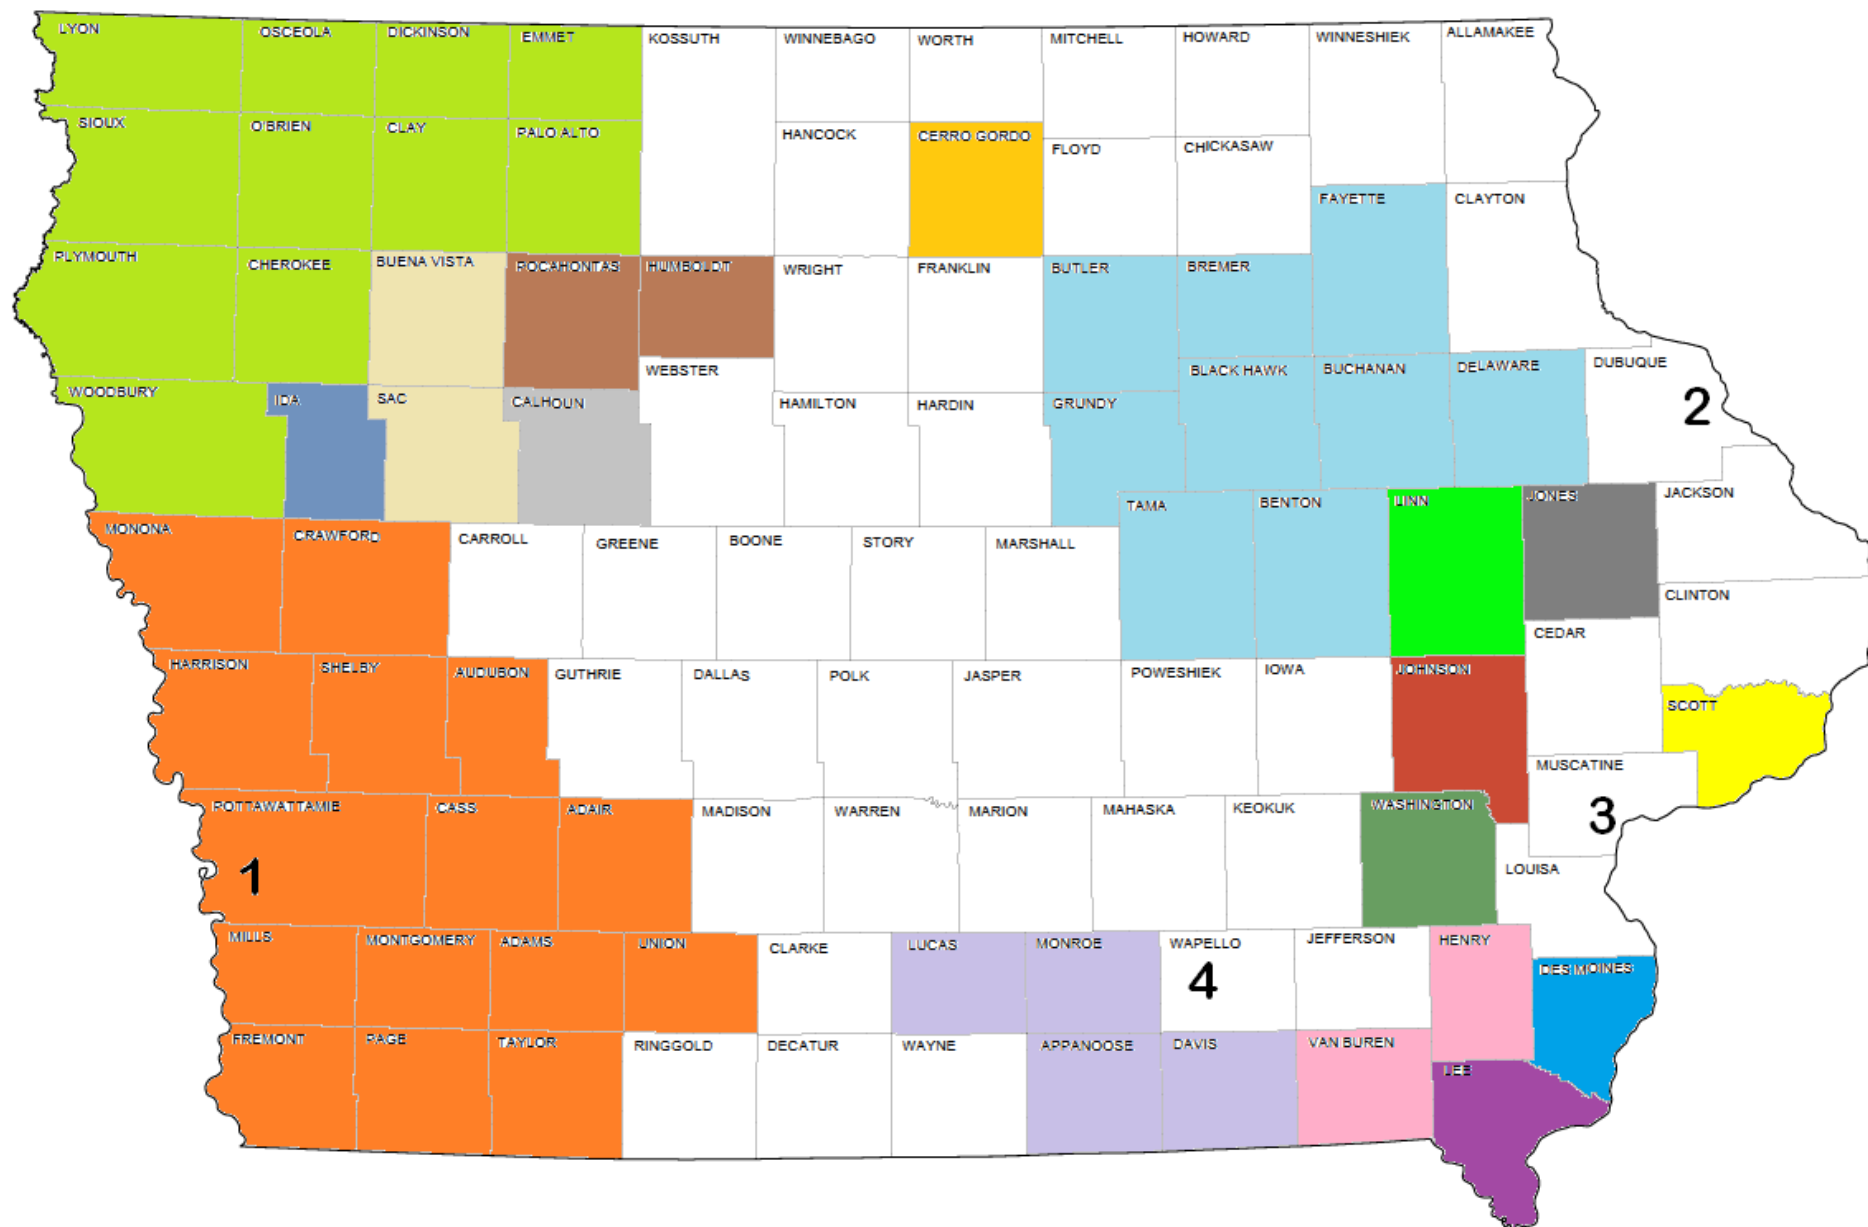 LYON
OSCEOLA
DICKINSON
EMMET
KOSSUTH
WINNEBAGO
WORTH
MITCHELL
HOWARD
WINNESHIEK
ALLAMAKEE
SIOUX
O'BRIEN
CLAY
PALO ALTO
HANCOCK
CERRO GORDO
FLOYD
CHICKASAW
FAYETTE
CLAYTON
PLYMOUTH
CHEROKEE
BUENA VISTA
POCAHONTAS
HUMBOLDT
WRIGHT
FRANKLIN
BUTLER
BREMER
WEBSTER
BLACK HAWK
BUCHANAN
DELAWARE
DUBUQUE
2
WOODBURY
IDA
SAC
CALHOUN
HAMILTON
HARDIN
GRUNDY
TAMA
BENTON
LINN
JONES
JACKSON
MONONA
CRAWFORD
CARROLL
GREENE
BOONE
STORY
MARSHALL
CLINTON
CEDAR
HARRISON
SHELBY
AUDUBON
GUTHRIE
DALLAS
POLK
JASPER
POWESHIEK
IOWA
JOHNSON
SCOTT
MUSCATINE
3
POTTAWATTAMIE
1
CASS
ADAIR
MADISON
WARREN
MARION
MAHASKA
KEOKUK
WASHINGTON
LOUISA
MILLS
MONTGOMERY
ADAMS
UNION
CLARKE
LUCAS
MONROE
WAPELLO
4
JEFFERSON
HENRY
DES MOINES
FREMONT
PAGE
TAYLOR
RINGGOLD
DECATUR
WAYNE
APPANOOSE
DAVIS
VAN BUREN
LEE